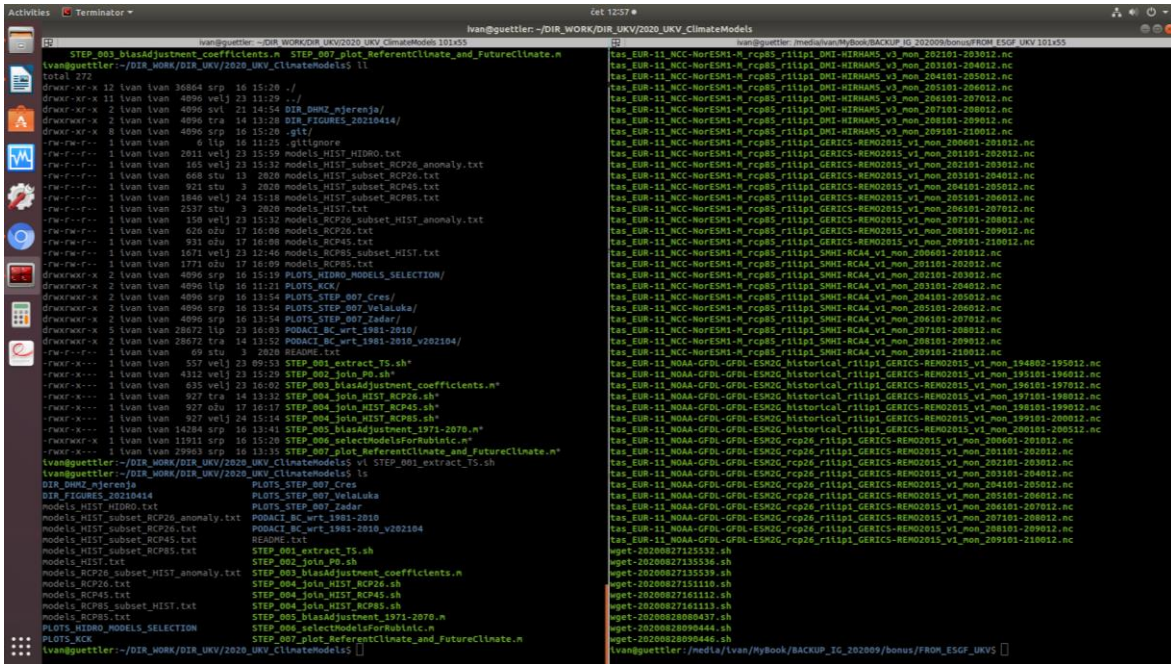 Activities
Terminator
čet 12:57
ivan@guettler: ~/DIR_WORK/DIR_UKV/2020_UKV_ClimateModels
ivan@guettler: ~/DIR_WORK/DIR_UKV/2020_UKV_ClimateModels 101x55
STEP_003_biasAdjustment_coefficients.m STEP_007_plot_ReferentClimate_and_FutureClimate.m
ivan@guettler:~/DIR_WORK/DIR_UKV/2020_UKV_ClimateModels$ ll
total 272
drwxr-xr-x 12 ivan ivan 36864 srp 16 15:20 ./
drwxr-xr-x 11 ivan ivan 4096 velj 23 11:29 ../
drwxr-xr-x 2 ivan ivan 4096 svi 21 14:54 DIR_DHMZ_mjerenja/
drwxrwxr-x 2 ivan ivan 4096 tra 14 13:28 DIR_FIGURES_20210414/
drwxrwxr-x 8 ivan ivan 4096 srp 16 15:20 .git/
-rw-rw-r-- 1 ivan ivan 6 lip 16 11:25 .gitignore
-rw-r--r-- 1 ivan ivan 2011 velj 23 15:59 models_HIST_HIDRO.txt
-rw-rw-r-- 1 ivan ivan 165 velj 23 15:32 models_HIST_subset_RCP26_anomaly.txt
-rw-r--r-- 1 ivan ivan 668 stu 13 2020 models_HIST_subset_RCP26.txt
-rw-r--r-- 1 ivan ivan 921 stu 3 2020 models_HIST_subset_RCP45.txt
-rw-r--r-- 1 ivan ivan 1846 velj 24 15:18 models_HIST_subset_RCP85.txt
-rw-r--r-- 1 ivan ivan 2537 stu 3 2020 models_HIST.txt
-rw-rw-r-- 1 ivan ivan 150 velj 23 15:32 models_RCP26_subset_HIST_anomaly.txt
-rw-rw-r-- 1 ivan ivan 626 ožu 17 16:08 models_RCP26.txt
-rw-rw-r-- 1 ivan ivan 931 ožu 17 16:08 models_RCP45.txt
-rw-rw-r-- 1 ivan ivan 1671 velj 23 12:46 models_RCP85_subset_HIST.txt
-rw-rw-r-- 1 ivan ivan 1771 ožu 17 16:09 models_RCP85.txt
drwxrwxr-x 2 ivan ivan 4096 srp 16 15:19 PLOTS_HIDRO_MODELS_SELECTION/
drwxrwxr-x 2 ivan ivan 4096 lip 16 11:21 PLOTS_KCK/
drwxrwxr-x 2 ivan ivan 4096 srp 16 13:54 PLOTS_STEP_007_Cres/
drwxrwxr-x 2 ivan ivan 4096 srp 16 13:54 PLOTS_STEP_007_VelaLuka/
drwxrwxr-x 2 ivan ivan 4096 srp 16 13:54 PLOTS_STEP_007_Zadar/
drwxrwxr-x 5 ivan ivan 28672 lip 23 16:03 PODACI_BC_wrt_1981-2010/
drwxrwxr-x 2 ivan ivan 28672 tra 14 13:52 PODACI_BC_wrt_1981-2010_v202104/
-rw-r--r-- 1 ivan ivan 69 stu 3 2020 README.txt
-rwxr-x--- 1 ivan ivan 557 velj 23 09:53 STEP_001_extract_TS.sh*
-rwxr-x--- 1 ivan ivan 4312 velj 23 15:29 STEP_002_join_P0.sh*
-rwxr-x--- 1 ivan ivan 635 velj 23 16:02 STEP_003_biasAdjustment_coefficients.m*
-rwxr-x--- 1 ivan ivan 927 tra 14 13:32 STEP_004_join_HIST_RCP26.sh*
-rwxr-x--- 1 ivan ivan 927 ožu 17 16:17 STEP_004_join_HIST_RCP45.sh*
-rwxr-x--- 1 ivan ivan 927 velj 24 15:14 STEP_004_join_HIST_RCP85.sh*
-rwxr-x--- 1 ivan ivan 14284 srp 16 13:41 STEP_005_biasAdjustment_1971-2070.m*
-rwxrwxr-x 1 ivan ivan 11911 srp 16 15:20 STEP_006_selectModelsForRubinic.m*
-rwxr-x--- 1 ivan ivan 29963 srp 16 13:35 STEP_007_plot_ReferentClimate_and_FutureClimate.m*
ivan@guettler:~/DIR_WORK/DIR_UKV/2020_UKV_ClimateModels$ vi STEP_001_extract_TS.sh
ivan@guettler:~/DIR_WORK/DIR_UKV/2020_UKV_ClimateModels$ ls
DIR_DHMZ_mjerenja PLOTS_STEP_007_Cres
DIR_FIGURES_20210414 PLOTS_STEP_007_VelaLuka
models_HIST_HIDRO.txt PLOTS_STEP_007_Zadar
models_HIST_subset_RCP26_anomaly.txt PODACI_BC_wrt_1981-2010
models_HIST_subset_RCP26.txt PODACI_BC_wrt_1981-2010_v202104
models_HIST_subset_RCP45.txt README.txt
models_HIST_subset_RCP85.txt STEP_001_extract_TS.sh
models_HIST.txt STEP_002_join_P0.sh
models_RCP26_subset_HIST_anomaly.txt STEP_003_biasAdjustment_coefficients.m
models_RCP26.txt STEP_004_join_HIST_RCP26.sh
models_RCP45.txt STEP_004_join_HIST_RCP45.sh
models_RCP85_subset_HIST.txt STEP_004_join_HIST_RCP85.sh
models_RCP85.txt STEP_005_biasAdjustment_1971-2070.m
PLOTS_HIDRO_MODELS_SELECTION STEP_006_selectModelsForRubinic.m
PLOTS_KCK STEP_007_plot_ReferentClimate_and_FutureClimate.m
ivan@guettler:~/DIR_WORK/DIR_UKV/2020_UKV_ClimateModels$
ivan@guettler: /media/ivan/MyBook/BACKUP_IG_202009/bonus/FROM_ESGF_UKV 101x55
tas_EUR-11_NCC-NorESM1-M_rcp85_r1i1p1_DMI-HIRHAM5_v3_mon_202101-203012.nc
tas_EUR-11_NCC-NorESM1-M_rcp85_r1i1p1_DMI-HIRHAM5_v3_mon_203101-204012.nc
tas_EUR-11_NCC-NorESM1-M_rcp85_r1i1p1_DMI-HIRHAM5_v3_mon_204101-205012.nc
tas_EUR-11_NCC-NorESM1-M_rcp85_r1i1p1_DMI-HIRHAM5_v3_mon_205101-206012.nc
tas_EUR-11_NCC-NorESM1-M_rcp85_r1i1p1_DMI-HIRHAM5_v3_mon_206101-207012.nc
tas_EUR-11_NCC-NorESM1-M_rcp85_r1i1p1_DMI-HIRHAM5_v3_mon_207101-208012.nc
tas_EUR-11_NCC-NorESM1-M_rcp85_r1i1p1_DMI-HIRHAM5_v3_mon_208101-209012.nc
tas_EUR-11_NCC-NorESM1-M_rcp85_r1i1p1_DMI-HIRHAM5_v3_mon_209101-210012.nc
tas_EUR-11_NCC-NorESM1-M_rcp85_r1i1p1_GERICS-REMO2015_v1_mon_200601-201012.nc
tas_EUR-11_NCC-NorESM1-M_rcp85_r1i1p1_GERICS-REMO2015_v1_mon_201101-202012.nc
tas_EUR-11_NCC-NorESM1-M_rcp85_r1i1p1_GERICS-REMO2015_v1_mon_202101-203012.nc
tas_EUR-11_NCC-NorESM1-M_rcp85_r1i1p1_GERICS-REMO2015_v1_mon_203101-204012.nc
tas_EUR-11_NCC-NorESM1-M_rcp85_r1i1p1_GERICS-REMO2015_v1_mon_204101-205012.nc
tas_EUR-11_NCC-NorESM1-M_rcp85_r1i1p1_GERICS-REMO2015_v1_mon_205101-206012.nc
tas_EUR-11_NCC-NorESM1-M_rcp85_r1i1p1_GERICS-REMO2015_v1_mon_206101-207012.nc
tas_EUR-11_NCC-NorESM1-M_rcp85_r1i1p1_GERICS-REMO2015_v1_mon_207101-208012.nc
tas_EUR-11_NCC-NorESM1-M_rcp85_r1i1p1_GERICS-REMO2015_v1_mon_208101-209012.nc
tas_EUR-11_NCC-NorESM1-M_rcp85_r1i1p1_GERICS-REMO2015_v1_mon_209101-210012.nc
tas_EUR-11_NCC-NorESM1-M_rcp85_r1i1p1_SMHI-RCA4_v1_mon_200601-201012.nc
tas_EUR-11_NCC-NorESM1-M_rcp85_r1i1p1_SMHI-RCA4_v1_mon_201101-202012.nc
tas_EUR-11_NCC-NorESM1-M_rcp85_r1i1p1_SMHI-RCA4_v1_mon_202101-203012.nc
tas_EUR-11_NCC-NorESM1-M_rcp85_r1i1p1_SMHI-RCA4_v1_mon_203101-204012.nc
tas_EUR-11_NCC-NorESM1-M_rcp85_r1i1p1_SMHI-RCA4_v1_mon_204101-205012.nc
tas_EUR-11_NCC-NorESM1-M_rcp85_r1i1p1_SMHI-RCA4_v1_mon_205101-206012.nc
tas_EUR-11_NCC-NorESM1-M_rcp85_r1i1p1_SMHI-RCA4_v1_mon_206101-207012.nc
tas_EUR-11_NCC-NorESM1-M_rcp85_r1i1p1_SMHI-RCA4_v1_mon_207101-208012.nc
tas_EUR-11_NCC-NorESM1-M_rcp85_r1i1p1_SMHI-RCA4_v1_mon_208101-209012.nc
tas_EUR-11_NCC-NorESM1-M_rcp85_r1i1p1_SMHI-RCA4_v1_mon_209101-210012.nc
tas_EUR-11_NOAA-GFDL-GFDL-ESM2G_historical_r1i1p1_GERICS-REMO2015_v1_mon_194802-195012.nc
tas_EUR-11_NOAA-GFDL-GFDL-ESM2G_historical_r1i1p1_GERICS-REMO2015_v1_mon_195101-196012.nc
tas_EUR-11_NOAA-GFDL-GFDL-ESM2G_historical_r1i1p1_GERICS-REMO2015_v1_mon_196101-197012.nc
tas_EUR-11_NOAA-GFDL-GFDL-ESM2G_historical_r1i1p1_GERICS-REMO2015_v1_mon_197101-198012.nc
tas_EUR-11_NOAA-GFDL-GFDL-ESM2G_historical_r1i1p1_GERICS-REMO2015_v1_mon_198101-199012.nc
tas_EUR-11_NOAA-GFDL-GFDL-ESM2G_historical_r1i1p1_GERICS-REMO2015_v1_mon_199101-200012.nc
tas_EUR-11_NOAA-GFDL-GFDL-ESM2G_historical_r1i1p1_GERICS-REMO2015_v1_mon_200101-200512.nc
tas_EUR-11_NOAA-GFDL-GFDL-ESM2G_rcp26_r1i1p1_GERICS-REMO2015_v1_mon_200601-201012.nc
tas_EUR-11_NOAA-GFDL-GFDL-ESM2G_rcp26_r1i1p1_GERICS-REMO2015_v1_mon_201101-202012.nc
tas_EUR-11_NOAA-GFDL-GFDL-ESM2G_rcp26_r1i1p1_GERICS-REMO2015_v1_mon_202101-203012.nc
tas_EUR-11_NOAA-GFDL-GFDL-ESM2G_rcp26_r1i1p1_GERICS-REMO2015_v1_mon_203101-204012.nc
tas_EUR-11_NOAA-GFDL-GFDL-ESM2G_rcp26_r1i1p1_GERICS-REMO2015_v1_mon_204101-205012.nc
tas_EUR-11_NOAA-GFDL-GFDL-ESM2G_rcp26_r1i1p1_GERICS-REMO2015_v1_mon_205101-206012.nc
tas_EUR-11_NOAA-GFDL-GFDL-ESM2G_rcp26_r1i1p1_GERICS-REMO2015_v1_mon_206101-207012.nc
tas_EUR-11_NOAA-GFDL-GFDL-ESM2G_rcp26_r1i1p1_GERICS-REMO2015_v1_mon_207101-208012.nc
tas_EUR-11_NOAA-GFDL-GFDL-ESM2G_rcp26_r1i1p1_GERICS-REMO2015_v1_mon_208101-209012.nc
tas_EUR-11_NOAA-GFDL-GFDL-ESM2G_rcp26_r1i1p1_GERICS-REMO2015_v1_mon_209101-210012.nc
wget-20200827125532.sh
wget-20200827135536.sh
wget-20200827135539.sh
wget-20200827151110.sh
wget-20200827161112.sh
wget-20200827161113.sh
wget-20200828080437.sh
wget-20200828090444.sh
wget-20200828090446.sh
ivan@guettler:/media/ivan/MyBook/BACKUP_IG_202009/bonus/FROM_ESGF_UKV$